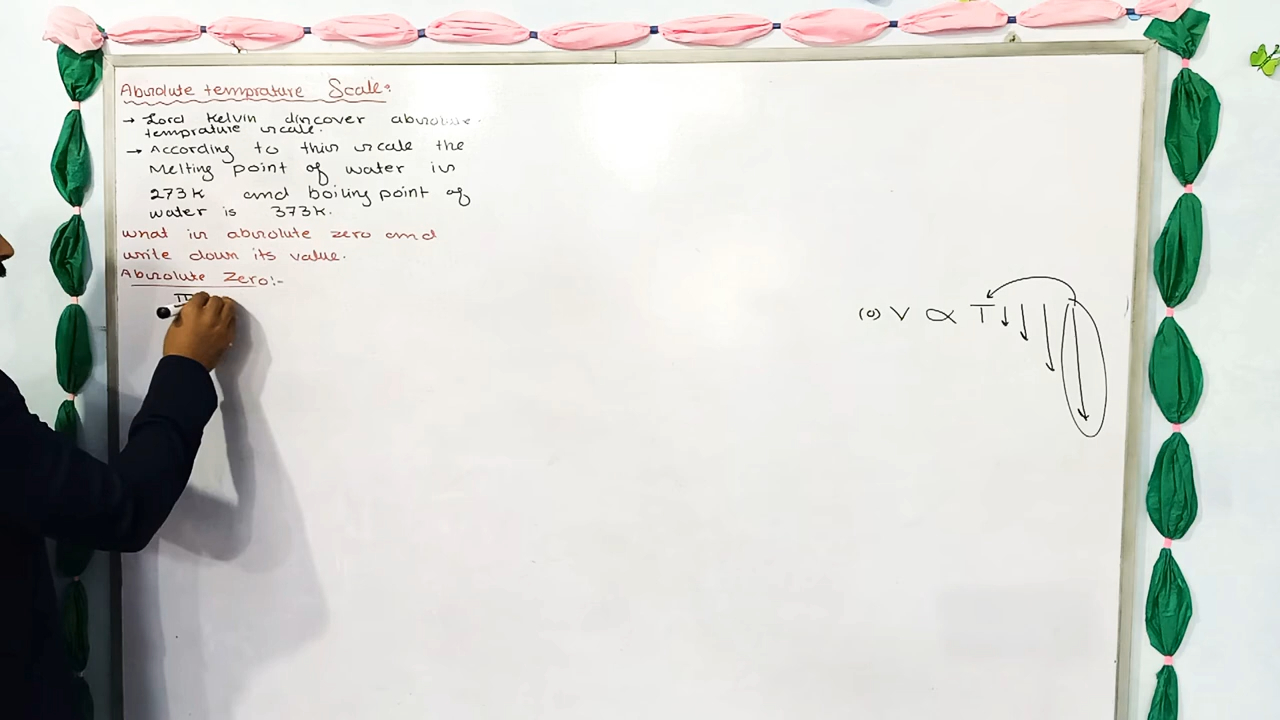 Absolute temprature Scale:
→ Lord Kelvin discover absolute
temprature scale.
→ According to this scale the
Melting point of water is
273K and boiling point of
water is 373K.
what is absolute zero and
write down its value.
Absolute Zero:-
(0) V ∝ T ↓ ↓ ↓ ↓